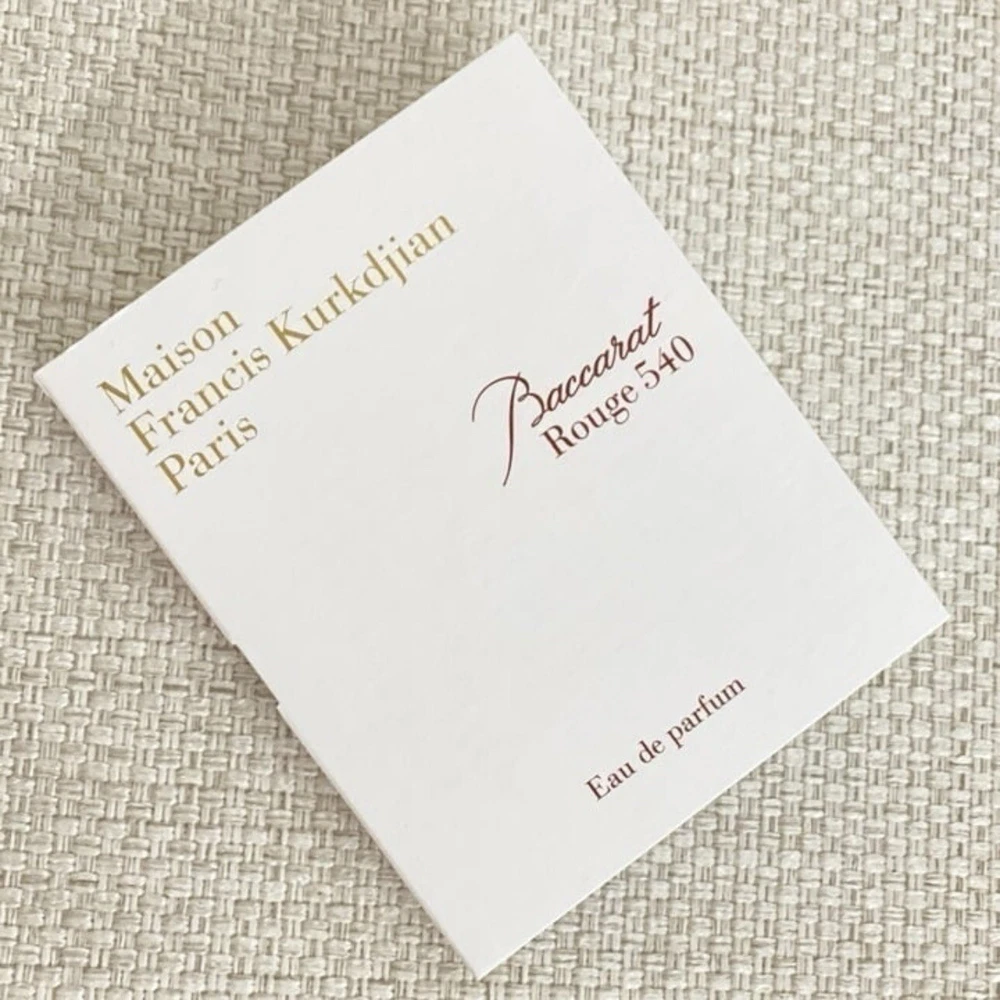 Maison
Francis Kurkdjian
Paris
Baccarat
Rouge 540
Eau de parfum